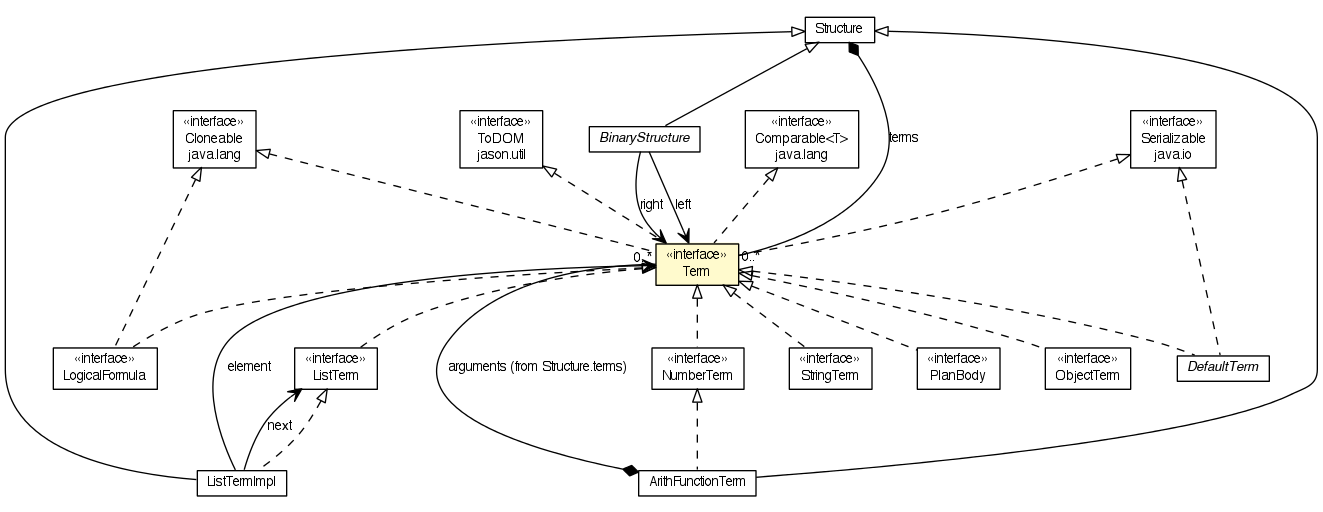 Structure
«interface»
Cloneable
java.lang
«interface»
ToDOM
jason.util
BinaryStructure
«interface»
Comparable<T>
java.lang
terms
«interface»
Serializable
java.io
right
left
0..*
«interface»
Term
0..*
«interface»
LogicalFormula
element
«interface»
ListTerm
arguments (from Structure.terms)
«interface»
NumberTerm
«interface»
StringTerm
«interface»
PlanBody
«interface»
ObjectTerm
DefaultTerm
next
ListTermImpl
ArithFunctionTerm